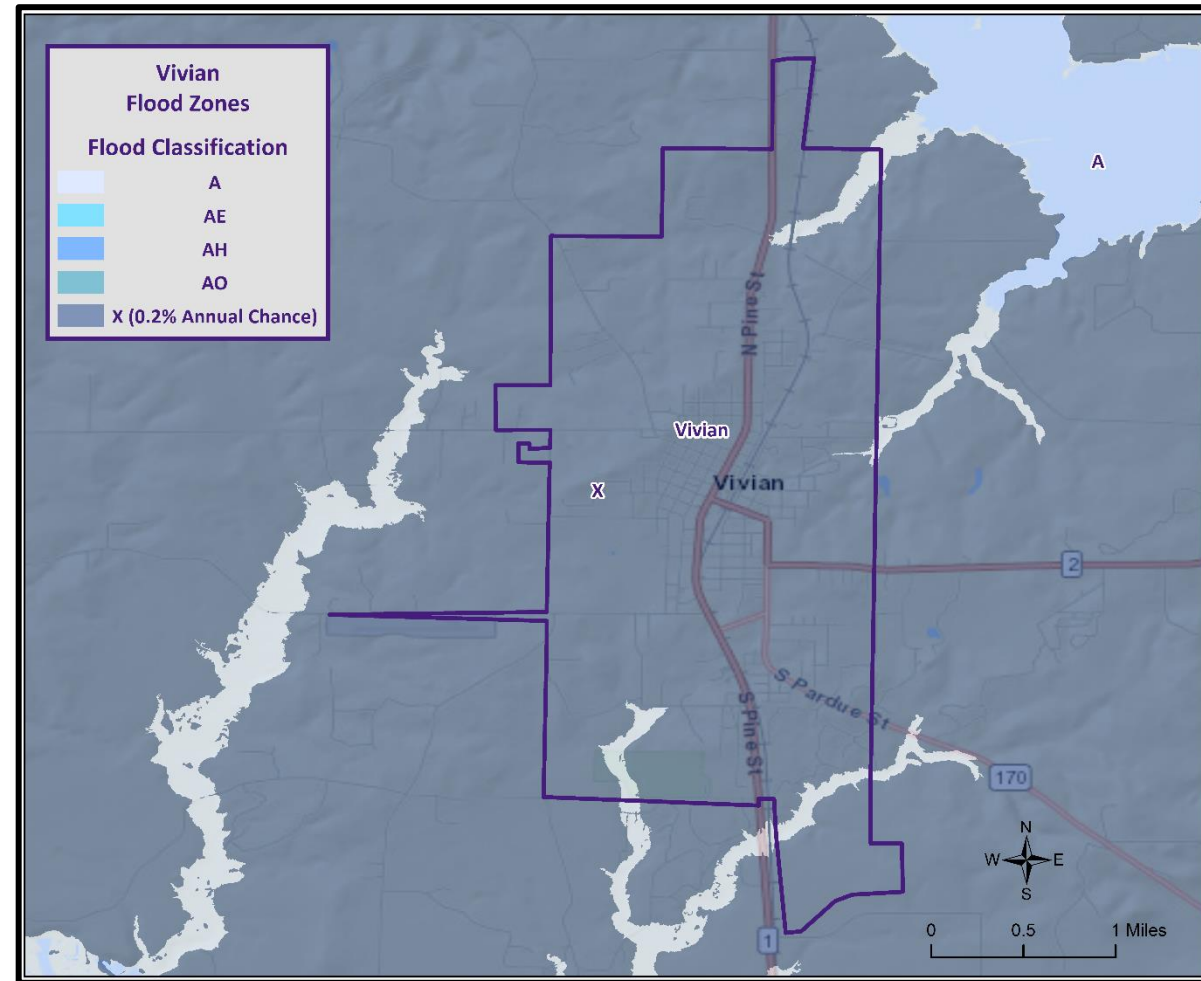 Vivian
Flood Zones
Flood Classification
A
AE
AH
AO
X (0.2% Annual Chance)
A
N Pine St
Vivian
Vivian
X
2
S Pardue St
S Pine St
170
1
N
W E
S
0 0.5 1 Miles